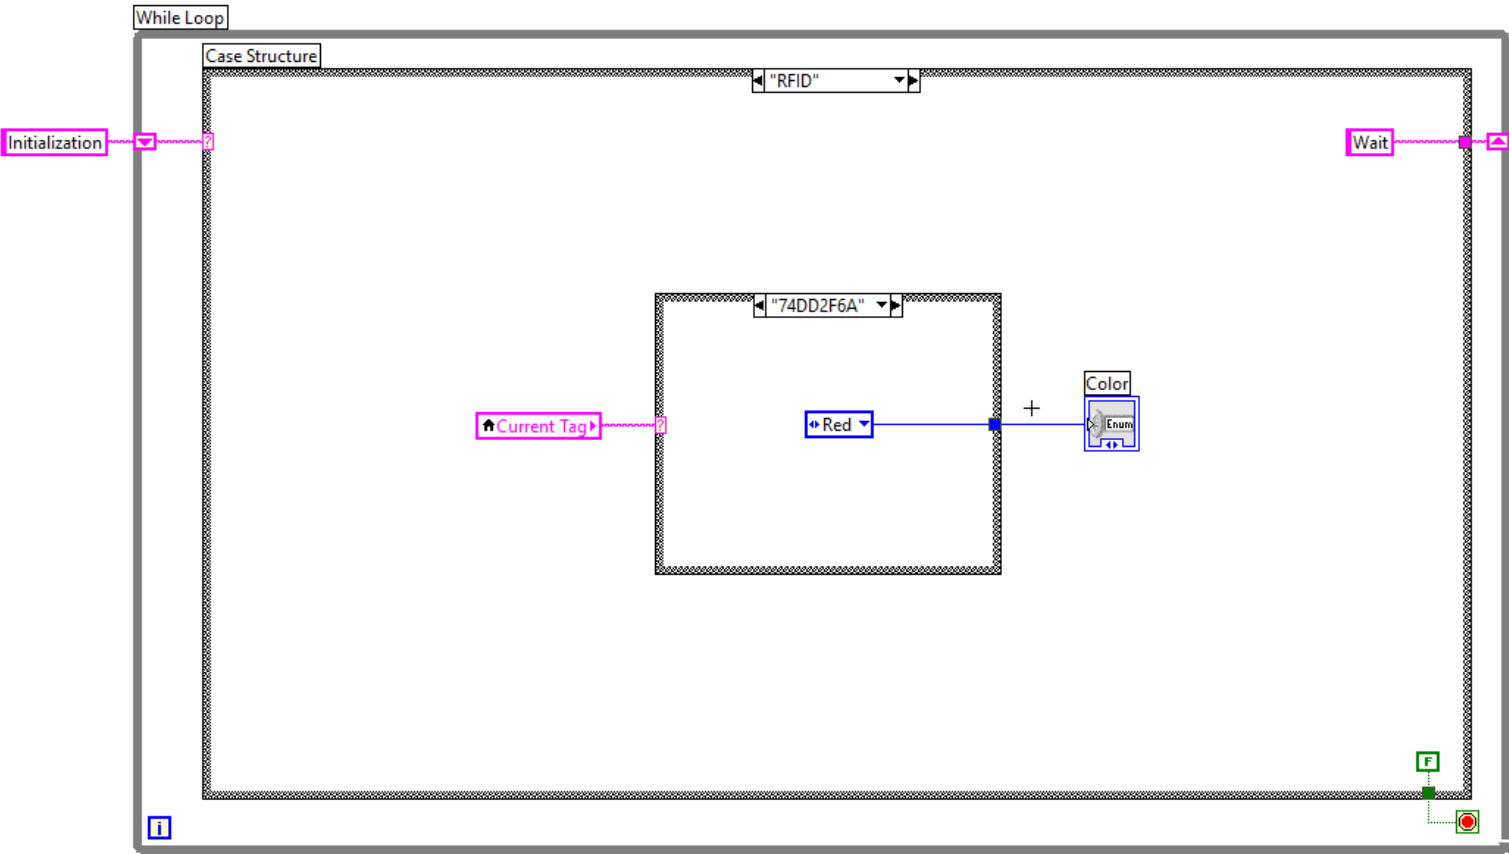 While Loop
Case Structure
"RFID"
Initialization
?
Wait
"74DD2F6A"
Color
Current Tag
?
Red
Enum
F
i